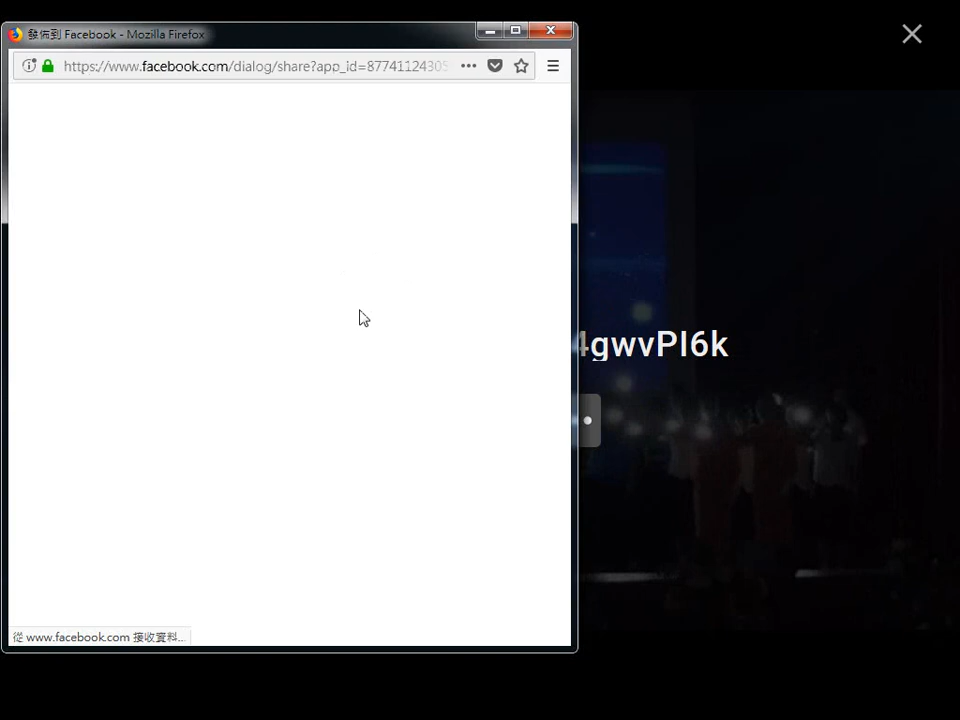 發佈到 Facebook - Mozilla Firefox
https://www.facebook.com/dialog/share?app_id=87741124305
4gwvPI6k
從 www.facebook.com 接收資料...